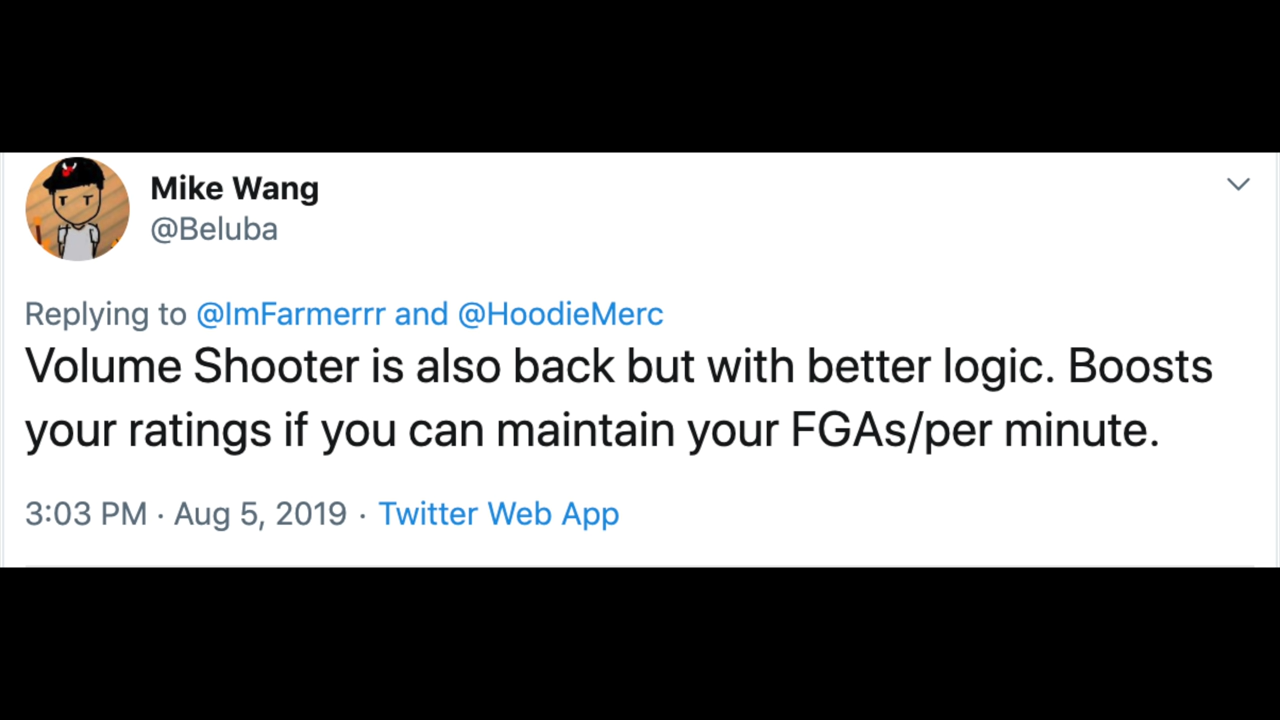 Mike Wang
@Beluba
Replying to @ImFarmerrr and @HoodieMerc
Volume Shooter is also back but with better logic. Boosts
your ratings if you can maintain your FGAs/per minute.
3:03 PM · Aug 5, 2019 · Twitter Web App